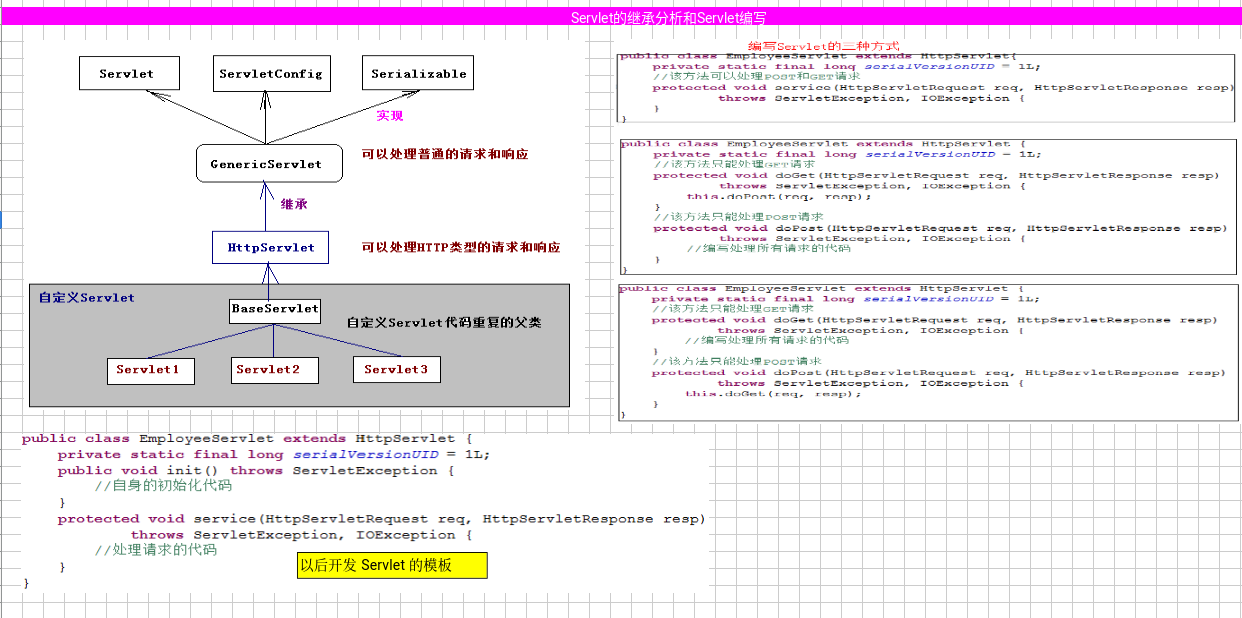 Servlet的继承分析和Servlet编写
Servlet
ServletConfig
Serializable
实现
GenericServlet
可以处理普通的请求和响应
继承
HttpServlet
可以处理HTTP类型的请求和响应
自定义Servlet
BaseServlet
自定义Servlet代码重复的父类
Servlet1
Servlet2
Servlet3
编写Servlet的三种方式
public class EmployeeServlet extends HttpServlet{
private static final long serialVersionUID = 1L;
//该方法可以处理POST和GET请求
protected void service(HttpServletRequest req, HttpServletResponse resp)
throws ServletException, IOException {
}
}
public class EmployeeServlet extends HttpServlet {
private static final long serialVersionUID = 1L;
//该方法只能处理GET请求
protected void doGet(HttpServletRequest req, HttpServletResponse resp)
throws ServletException, IOException {
this.doPost(req, resp);
}
//该方法只能处理POST请求
protected void doPost(HttpServletRequest req, HttpServletResponse resp)
throws ServletException, IOException {
//编写处理所有请求的代码
}
}
public class EmployeeServlet extends HttpServlet {
private static final long serialVersionUID = 1L;
//该方法只能处理GET请求
protected void doGet(HttpServletRequest req, HttpServletResponse resp)
throws ServletException, IOException {
//编写处理所有请求的代码
}
//该方法只能处理POST请求
protected void doPost(HttpServletRequest req, HttpServletResponse resp)
throws ServletException, IOException {
this.doGet(req, resp);
}
}
public class EmployeeServlet extends HttpServlet {
private static final long serialVersionUID = 1L;
public void init() throws ServletException {
//自身的初始化代码
}
protected void service(HttpServletRequest req, HttpServletResponse resp)
throws ServletException, IOException {
//处理请求的代码
}
}
以后开发 Servlet 的模板